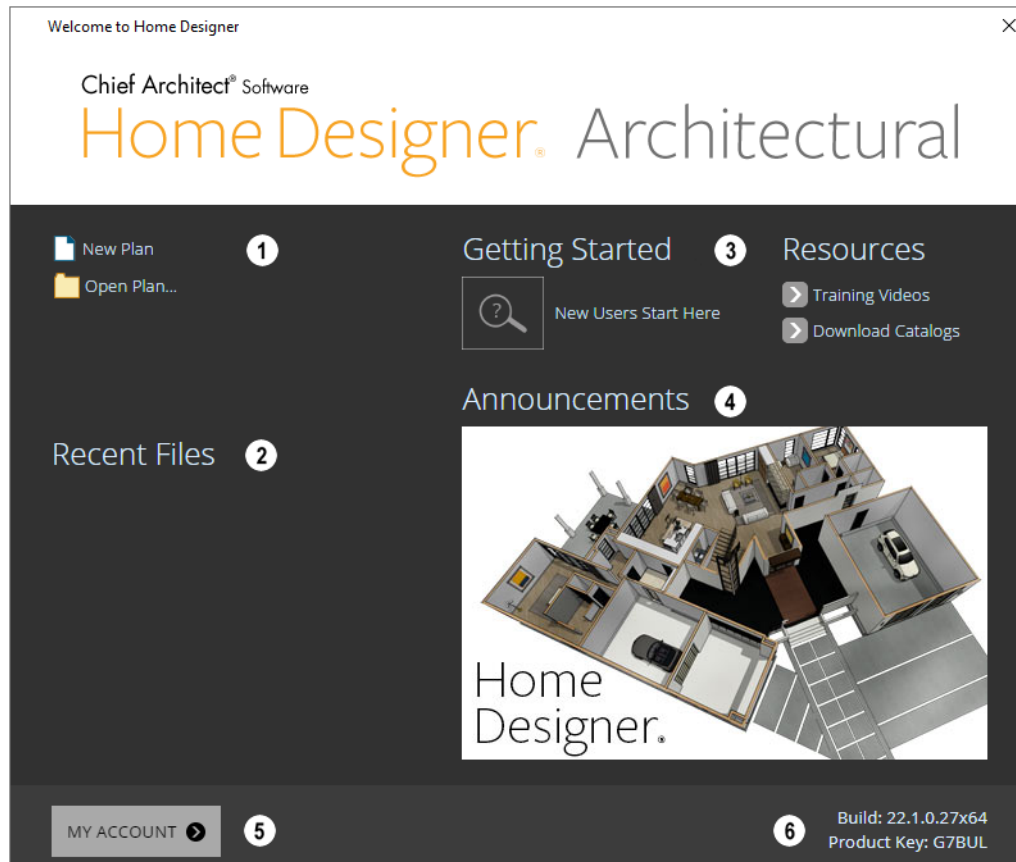 Welcome to Home Designer
Chief Architect® Software
Home Designer® Architectural
New Plan
1
Open Plan...
Getting Started
3
Resources
?
New Users Start Here
Training Videos
Download Catalogs
Announcements
4
Recent Files
2
Home
Designer®
MY ACCOUNT
5
6
Build: 22.1.0.27x64
Product Key: G7BUL